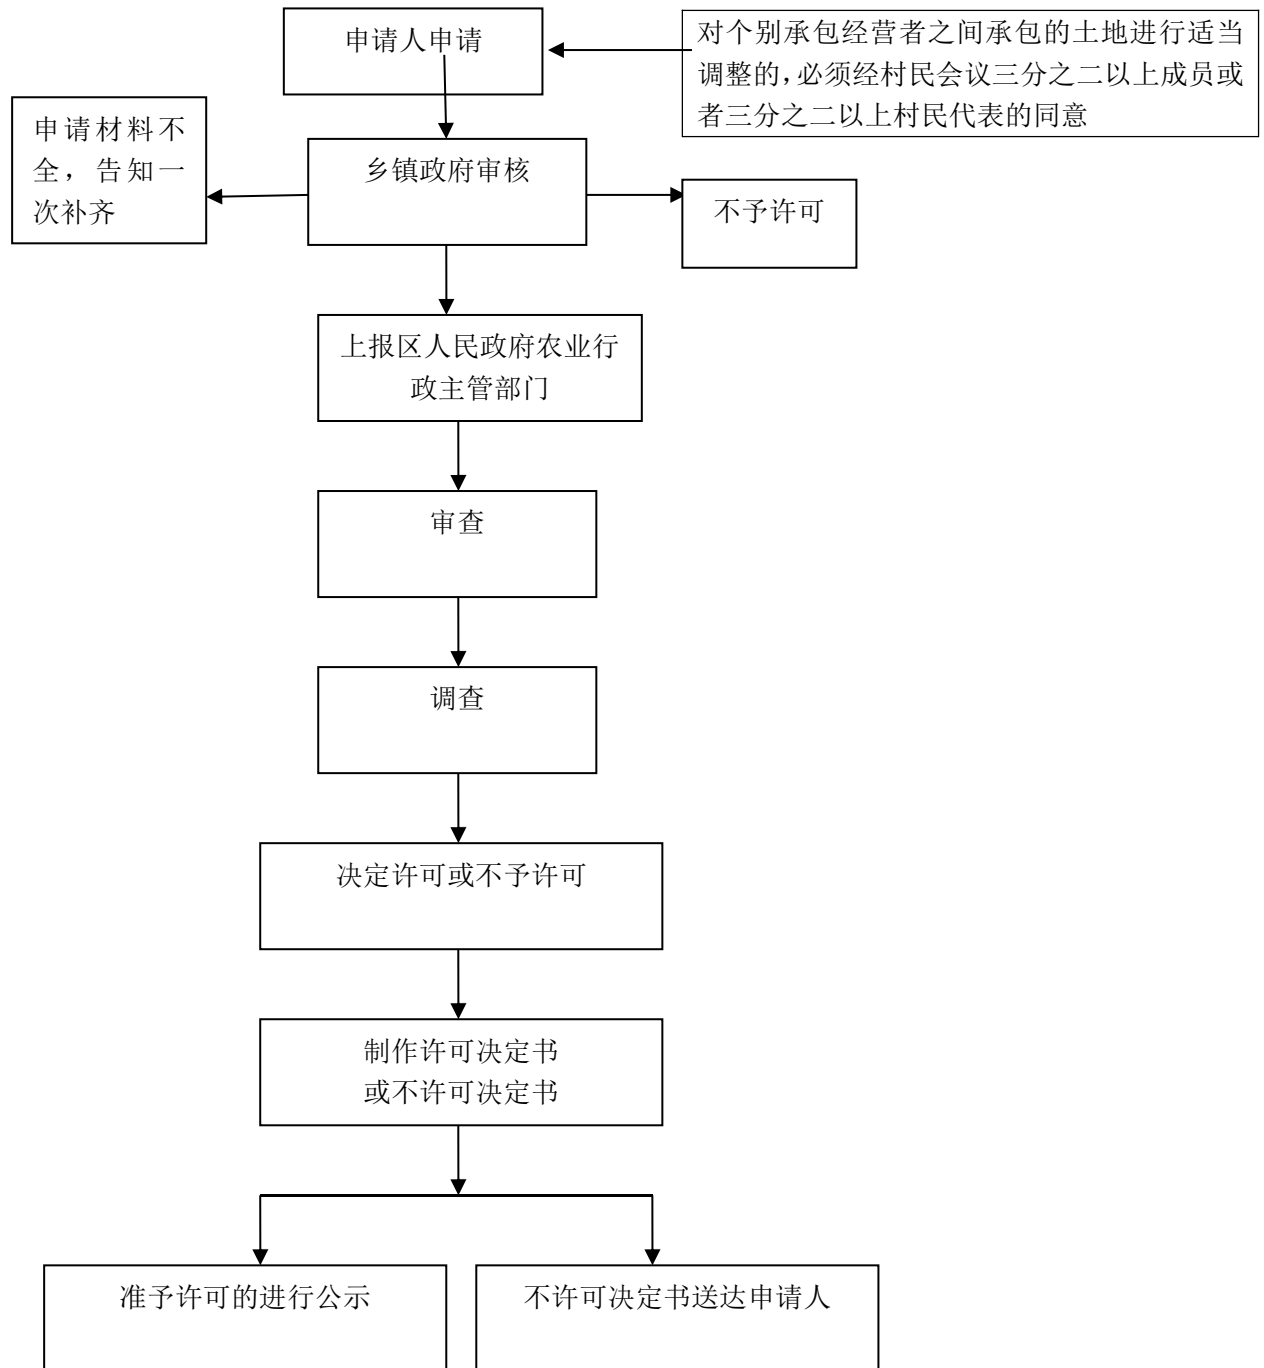 申请人申请
对个别承包经营者之间承包的土地进行适当
调整的，必须经村民会议三分之二以上成员或
者三分之二以上村民代表的同意
申请材料不
全，告知一
次补齐
乡镇政府审核
不予许可
上报区人民政府农业行
政主管部门
审查
调查
决定许可或不予许可
制作许可决定书
或不许可决定书
准予许可的进行公示
不许可决定书送达申请人